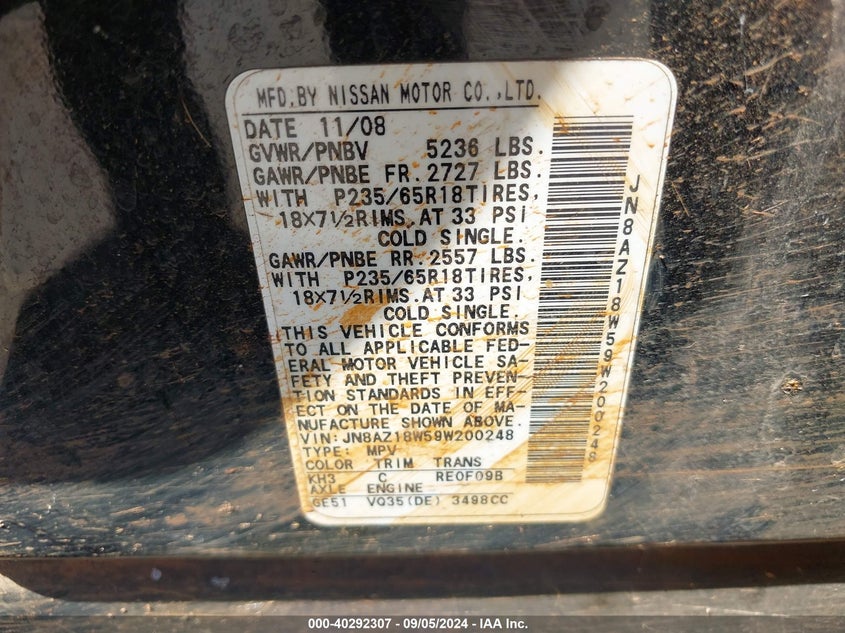 MFD.BY NISSAN MOTOR CO.,LTD.
DATE 11/08
GVWR/PNBV 5236 LBS.
GAWR/PNBE FR.2727 LBS.
WITH P235/65R18TIRES,
18X7½RIMS.AT 33 PSI
COLD SINGLE.
GAWR/PNBE RR.2557 LBS.
WITH P235/65R18TIRES,
18X7½RIMS.AT 33 PSI
COLD SINGLE.
THIS VEHICLE CONFORMS
TO ALL APPLICABLE FED-
ERAL MOTOR VEHICLE SA-
FETY AND THEFT PREVEN-
TION STANDARDS IN EFF-
ECT ON THE DATE OF MA-
NUFACTURE SHOWN ABOVE.
VIN: JN8AZ18W59W200248
TYPE: MPV
COLOR TRIM TRANS
KH3 C RE0F09B
AXLE ENGINE
GE51 VQ35(DE) 3498CC
JN8AZ18W59W200248
000-40292307 - 09/05/2024 - IAA Inc.